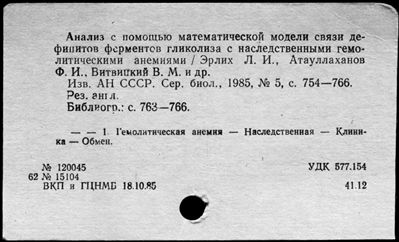 Анализ с помощью математической модели связи де-
фицитов ферментов гликолиза с наследственными гемо-
литическими анемиями / Эрлих Л. И., Атауллаханов
Ф. И., Витвицкий В. М. и др.
Изв. АН СССР. Сер. биол., 1985, № 5, с. 754—766.
Рез. англ.
Библиогр.: с. 763—766.
— — 1. Гемолитическая анемия — Наследственная — Клини-
ка — Обмен.
№ 120045 УДК 577.154
62 № 15104
ВКП и ГЦНМБ 18.10.85 41.12